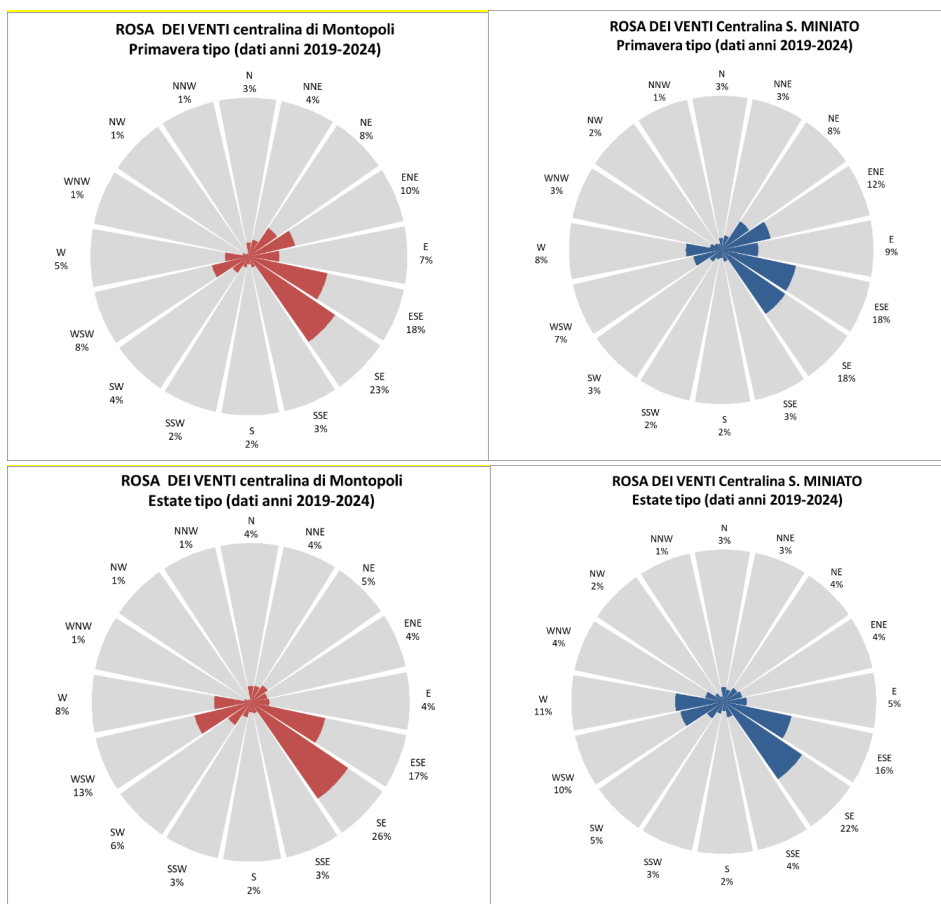 ROSA DEI VENTI centralina di Montopoli
Primavera tipo (dati anni 2019-2024)
N
3%
NNE
4%
NE
8%
ENE
10%
E
7%
ESE
18%
SE
23%
SSE
3%
S
2%
SSW
2%
SW
4%
WSW
8%
W
5%
WNW
1%
NW
1%
NNW
1%
ROSA DEI VENTI Centralina S. MINIATO
Primavera tipo (dati anni 2019-2024)
N
3%
NNE
3%
NE
8%
ENE
12%
E
9%
ESE
18%
SE
18%
SSE
3%
S
2%
SSW
2%
SW
3%
WSW
7%
W
8%
WNW
3%
NW
2%
NNW
1%
ROSA DEI VENTI centralina di Montopoli
Estate tipo (dati anni 2019-2024)
N
4%
NNE
4%
NE
5%
ENE
4%
E
4%
ESE
17%
SE
26%
SSE
3%
S
2%
SSW
3%
SW
6%
WSW
13%
W
8%
WNW
1%
NW
1%
NNW
1%
ROSA DEI VENTI Centralina S. MINIATO
Estate tipo (dati anni 2019-2024)
N
3%
NNE
3%
NE
4%
ENE
4%
E
5%
ESE
16%
SE
22%
SSE
4%
S
2%
SSW
3%
SW
5%
WSW
10%
W
11%
WNW
4%
NW
2%
NNW
1%